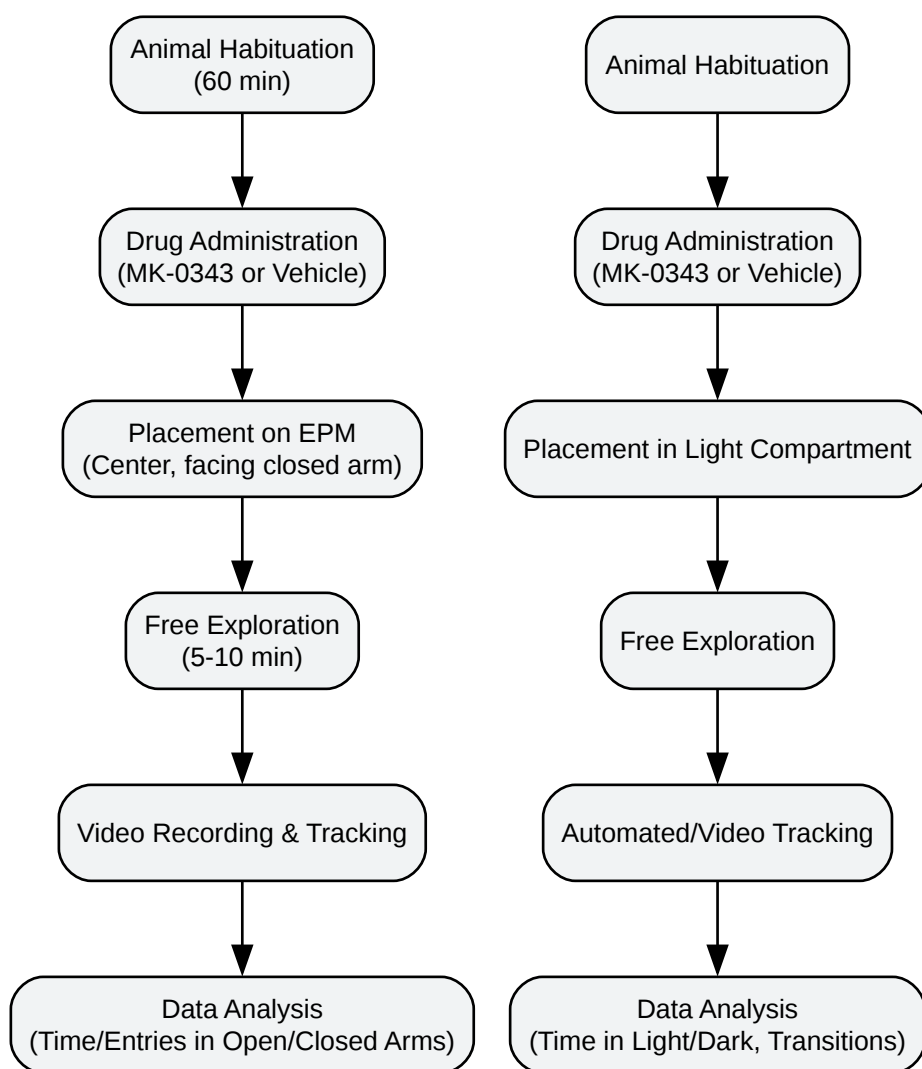 Animal Habituation
(60 min)
Drug Administration
(MK-0343 or Vehicle)
Placement on EPM
(Center, facing closed arm)
Free Exploration
(5-10 min)
Video Recording & Tracking
Data Analysis
(Time/Entries in Open/Closed Arms)
Animal Habituation
Drug Administration
(MK-0343 or Vehicle)
Placement in Light Compartment
Free Exploration
Automated/Video Tracking
Data Analysis
(Time in Light/Dark, Transitions)